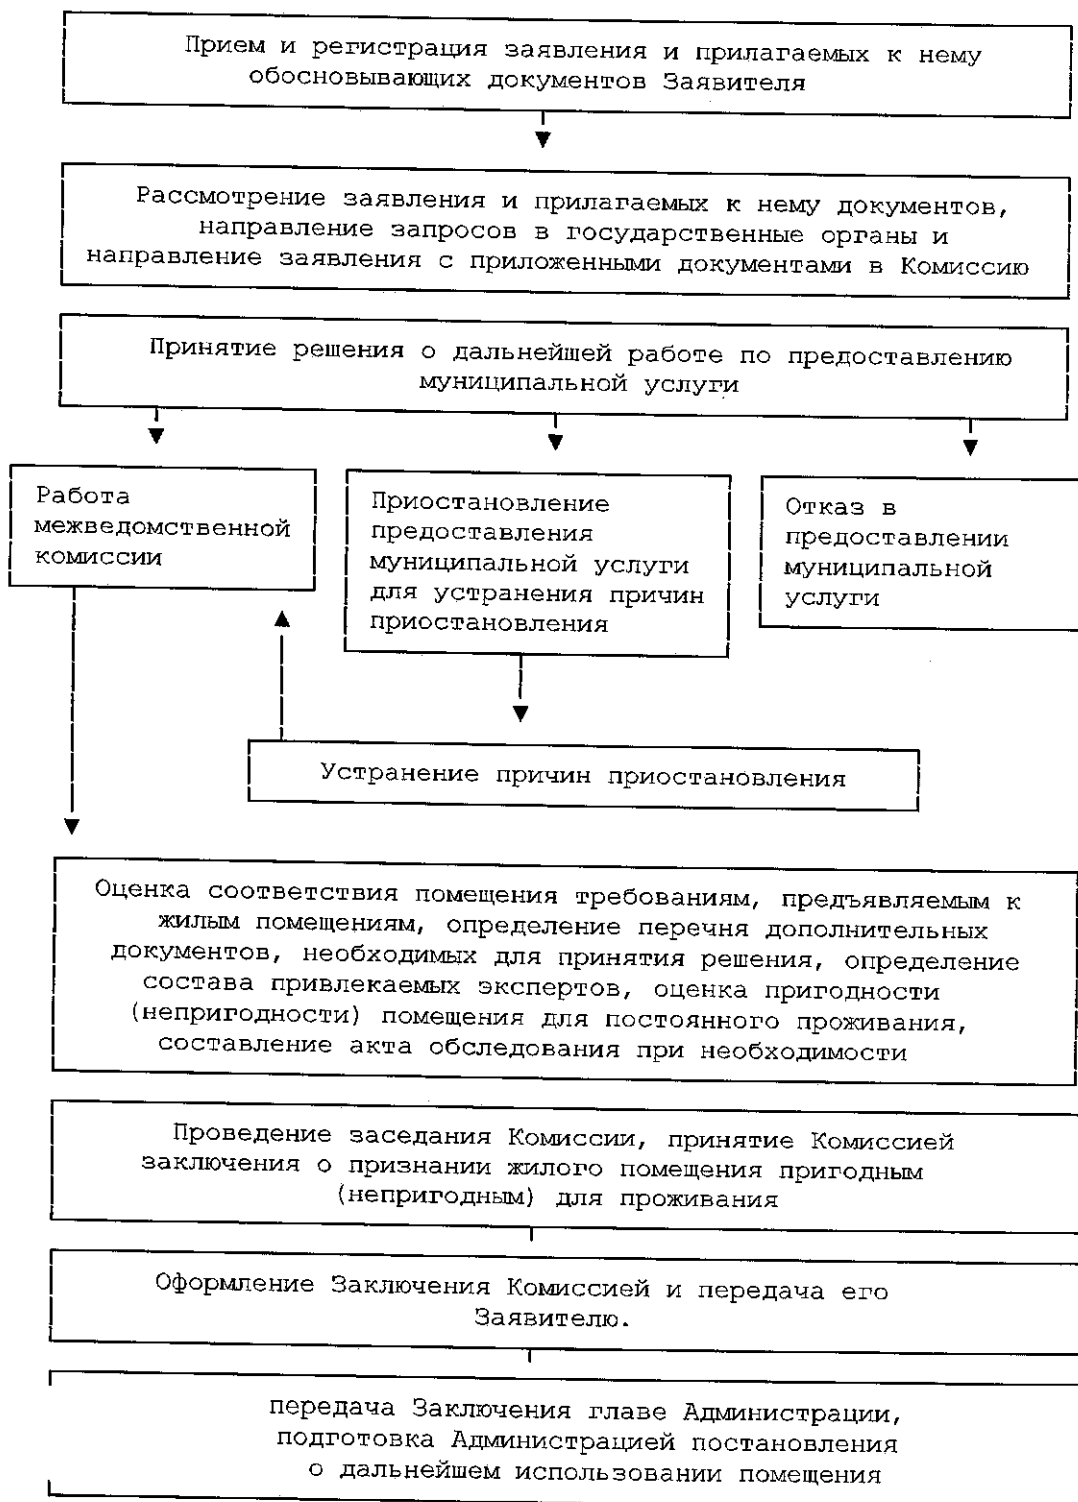 Прием и регистрация заявления и прилагаемых к нему
обосновывающих документов Заявителя
Рассмотрение заявления и прилагаемых к нему документов,
направление запросов в государственные органы и
направление заявления с приложенными документами в Комиссию
Принятие решения о дальнейшей работе по предоставлению
муниципальной услуги
Работа
межведомственной
комиссии
Приостановление
предоставления
муниципальной услуги
для устранения причин
приостановления
Отказ в
предоставлении
муниципальной
услуги
Устранение причин приостановления
Оценка соответствия помещения требованиям, предъявляемым к
жилым помещениям, определение перечня дополнительных
документов, необходимых для принятия решения, определение
состава привлекаемых экспертов, оценка пригодности
(непригодности) помещения для постоянного проживания,
составление акта обследования при необходимости
Проведение заседания Комиссии, принятие Комиссией
заключения о признании жилого помещения пригодным
(непригодным) для проживания
Оформление Заключения Комиссией и передача его
Заявителю.
передача Заключения главе Администрации,
подготовка Администрацией постановления
о дальнейшем использовании помещения